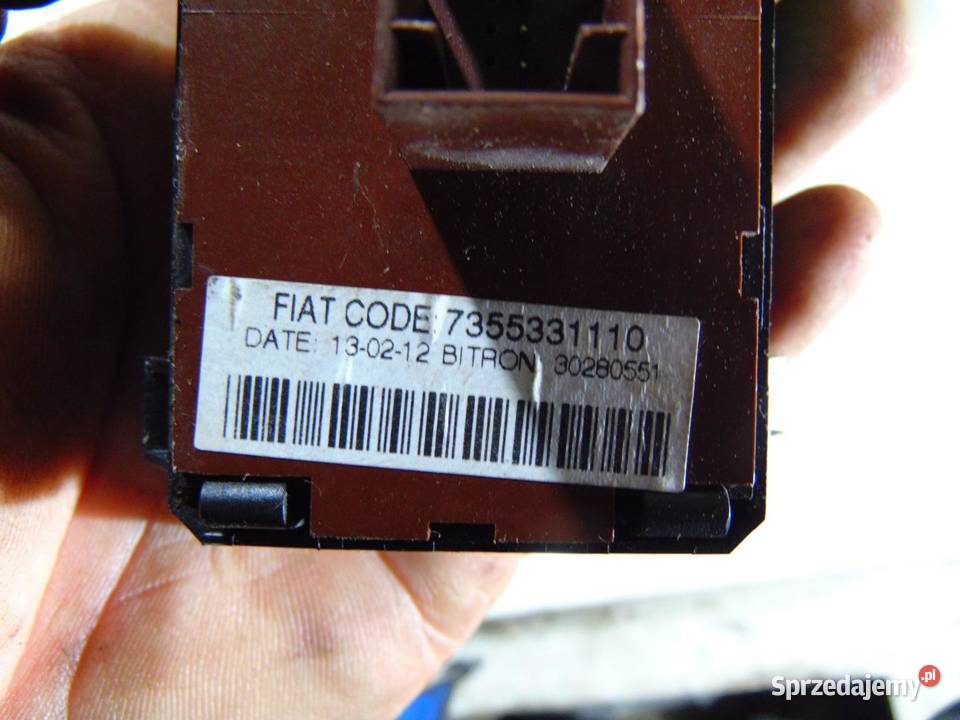 FIAT CODE: 7355331110
DATE: 13-02-12 BITRON 30280551
Sprzedajemy.pl